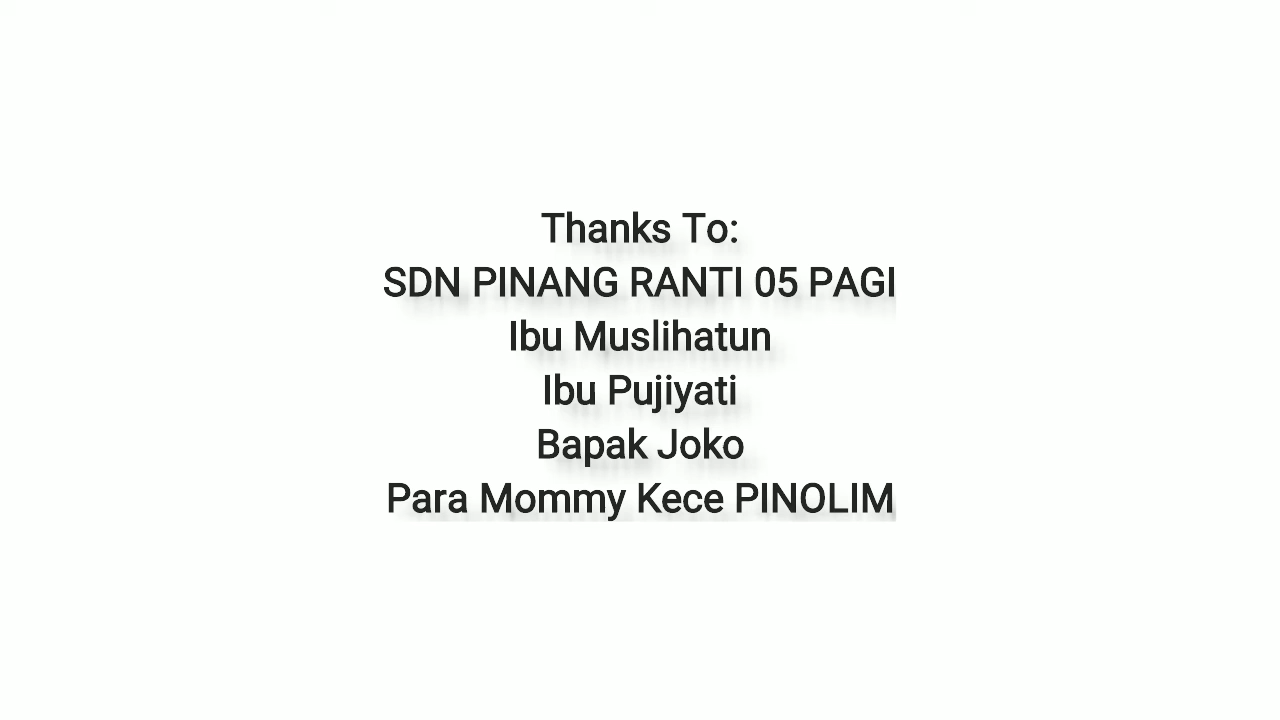 Thanks To:
SDN PINANG RANTI 05 PAGI
Ibu Muslihatun
Ibu Pujiyati
Bapak Joko
Para Mommy Kece PINOLIM